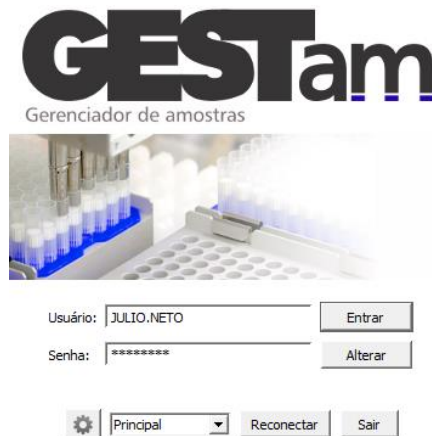 GESTam
Gerenciador de amostras
Usuário: JULIO.NETO Entrar
Senha: ******** Alterar
Principal Reconectar Sair